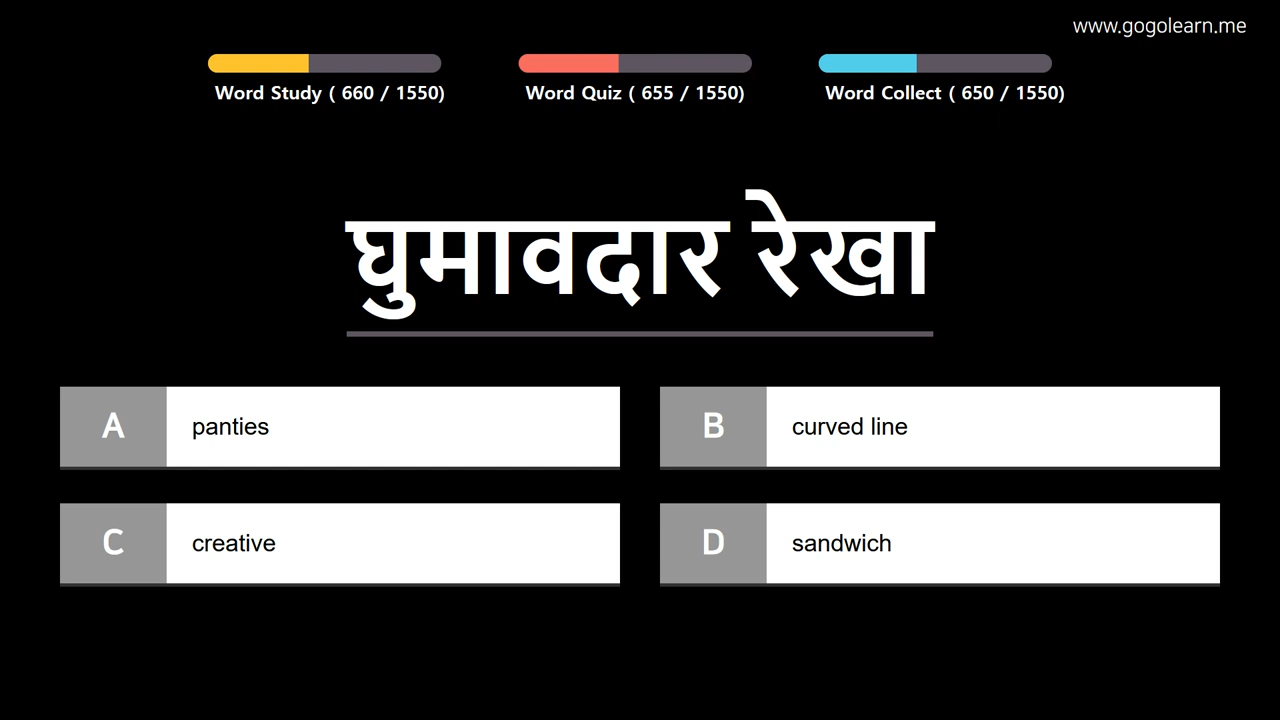 www.gogolearn.me
Word Study ( 660 / 1550)
Word Quiz ( 655 / 1550)
Word Collect ( 650 / 1550)
घुमावदार रेखा
A panties
B curved line
C creative
D sandwich